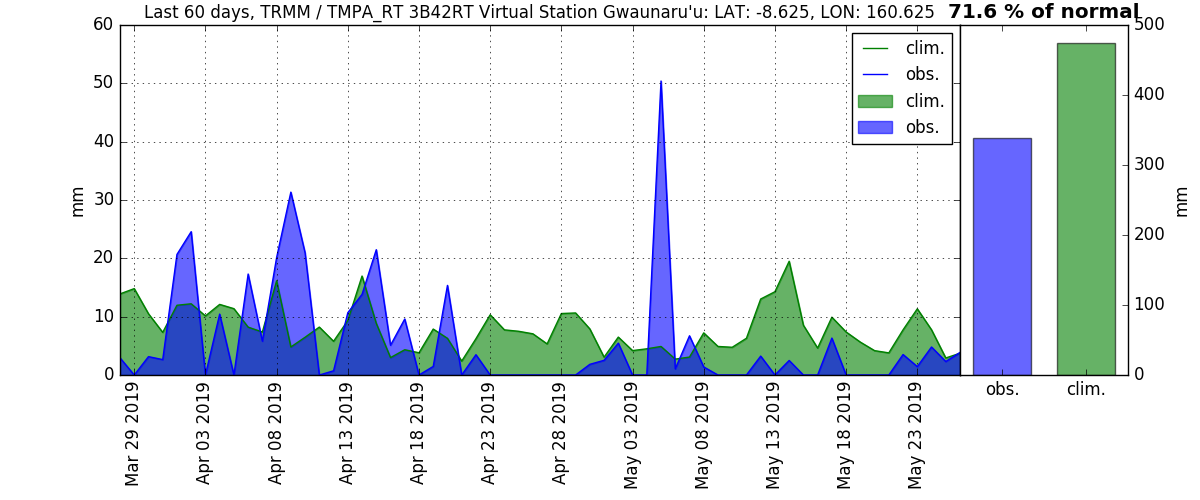 Last 60 days, TRMM / TMPA_RT 3B42RT Virtual Station Gwaunaru'u: LAT: -8.625, LON: 160.625 71.6 % of normal
60
50
40
30
20
10
0
mm
clim.
obs.
clim.
obs.
Mar 29 2019
Apr 03 2019
Apr 08 2019
Apr 13 2019
Apr 18 2019
Apr 23 2019
Apr 28 2019
May 03 2019
May 08 2019
May 13 2019
May 18 2019
May 23 2019
500
400
300
200
100
0
mm
obs. clim.